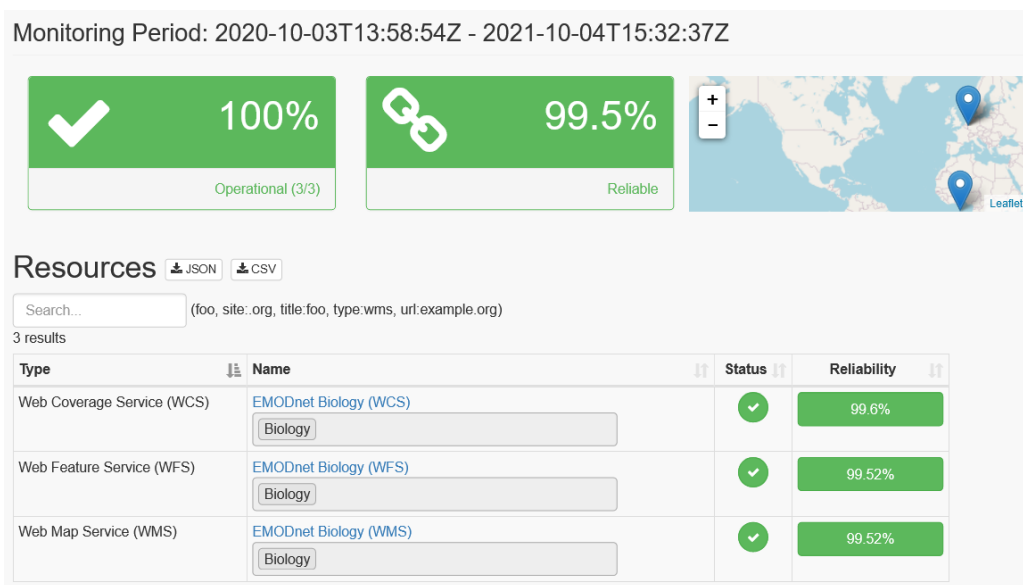 Monitoring Period: 2020-10-03T13:58:54Z - 2021-10-04T15:32:37Z
100%
Operational (3/3)
99.5%
Reliable
+
−
Leaflet
Resources JSON CSV
Search... (foo, site:.org, title:foo, type:wms, url:example.org)
3 results
Type Name Status Reliability
Web Coverage Service (WCS) EMODnet Biology (WCS) 99.6%
Biology
Web Feature Service (WFS) EMODnet Biology (WFS) 99.52%
Biology
Web Map Service (WMS) EMODnet Biology (WMS) 99.52%
Biology